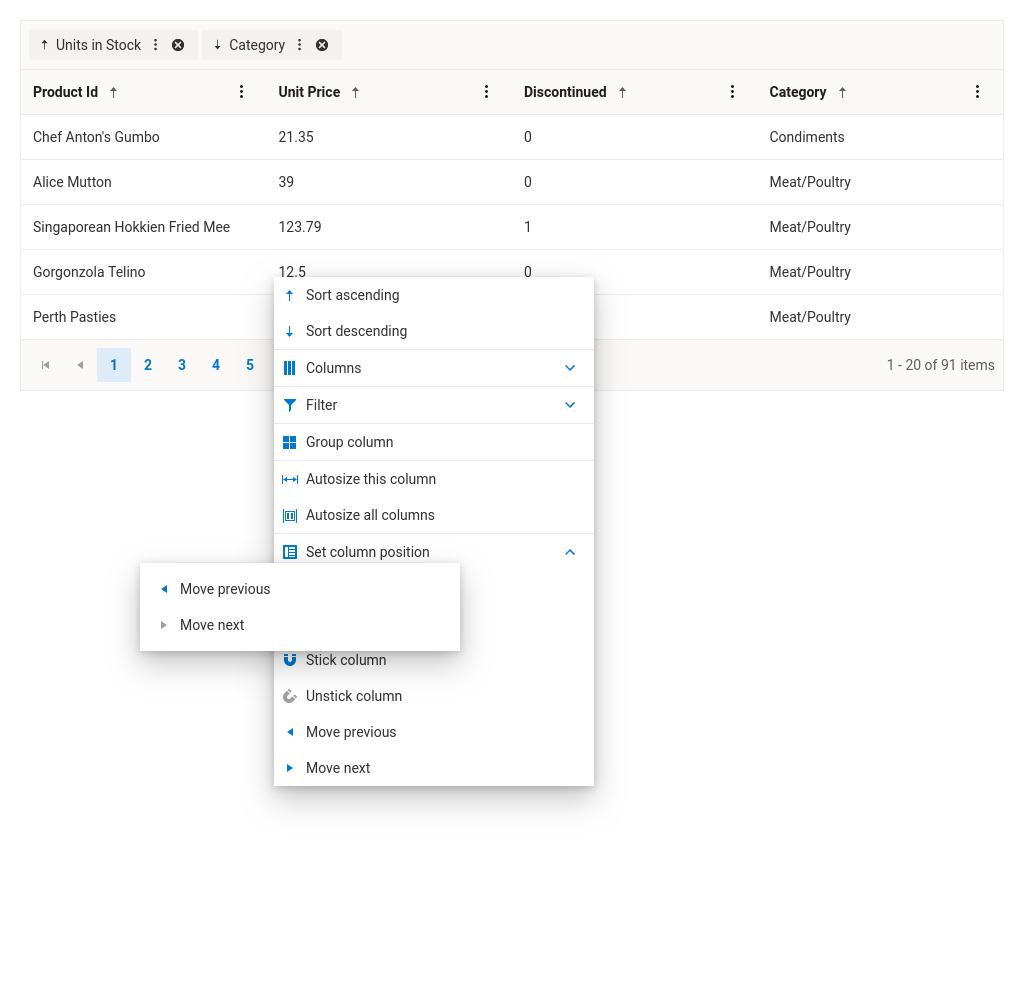 Units in Stock Category
Product Id Unit Price Discontinued Category
Chef Anton's Gumbo 21.35 0 Condiments
Alice Mutton 39 0 Meat/Poultry
Singaporean Hokkien Fried Mee 123.79 1 Meat/Poultry
Gorgonzola Telino 12.5 0 Meat/Poultry
Perth Pasties Meat/Poultry
1 2 3 4 5 1 - 20 of 91 items
Sort ascending
Sort descending
Columns
Filter
Group column
Autosize this column
Autosize all columns
Set column position
Move previous
Move next
Stick column
Unstick column
Move previous
Move next